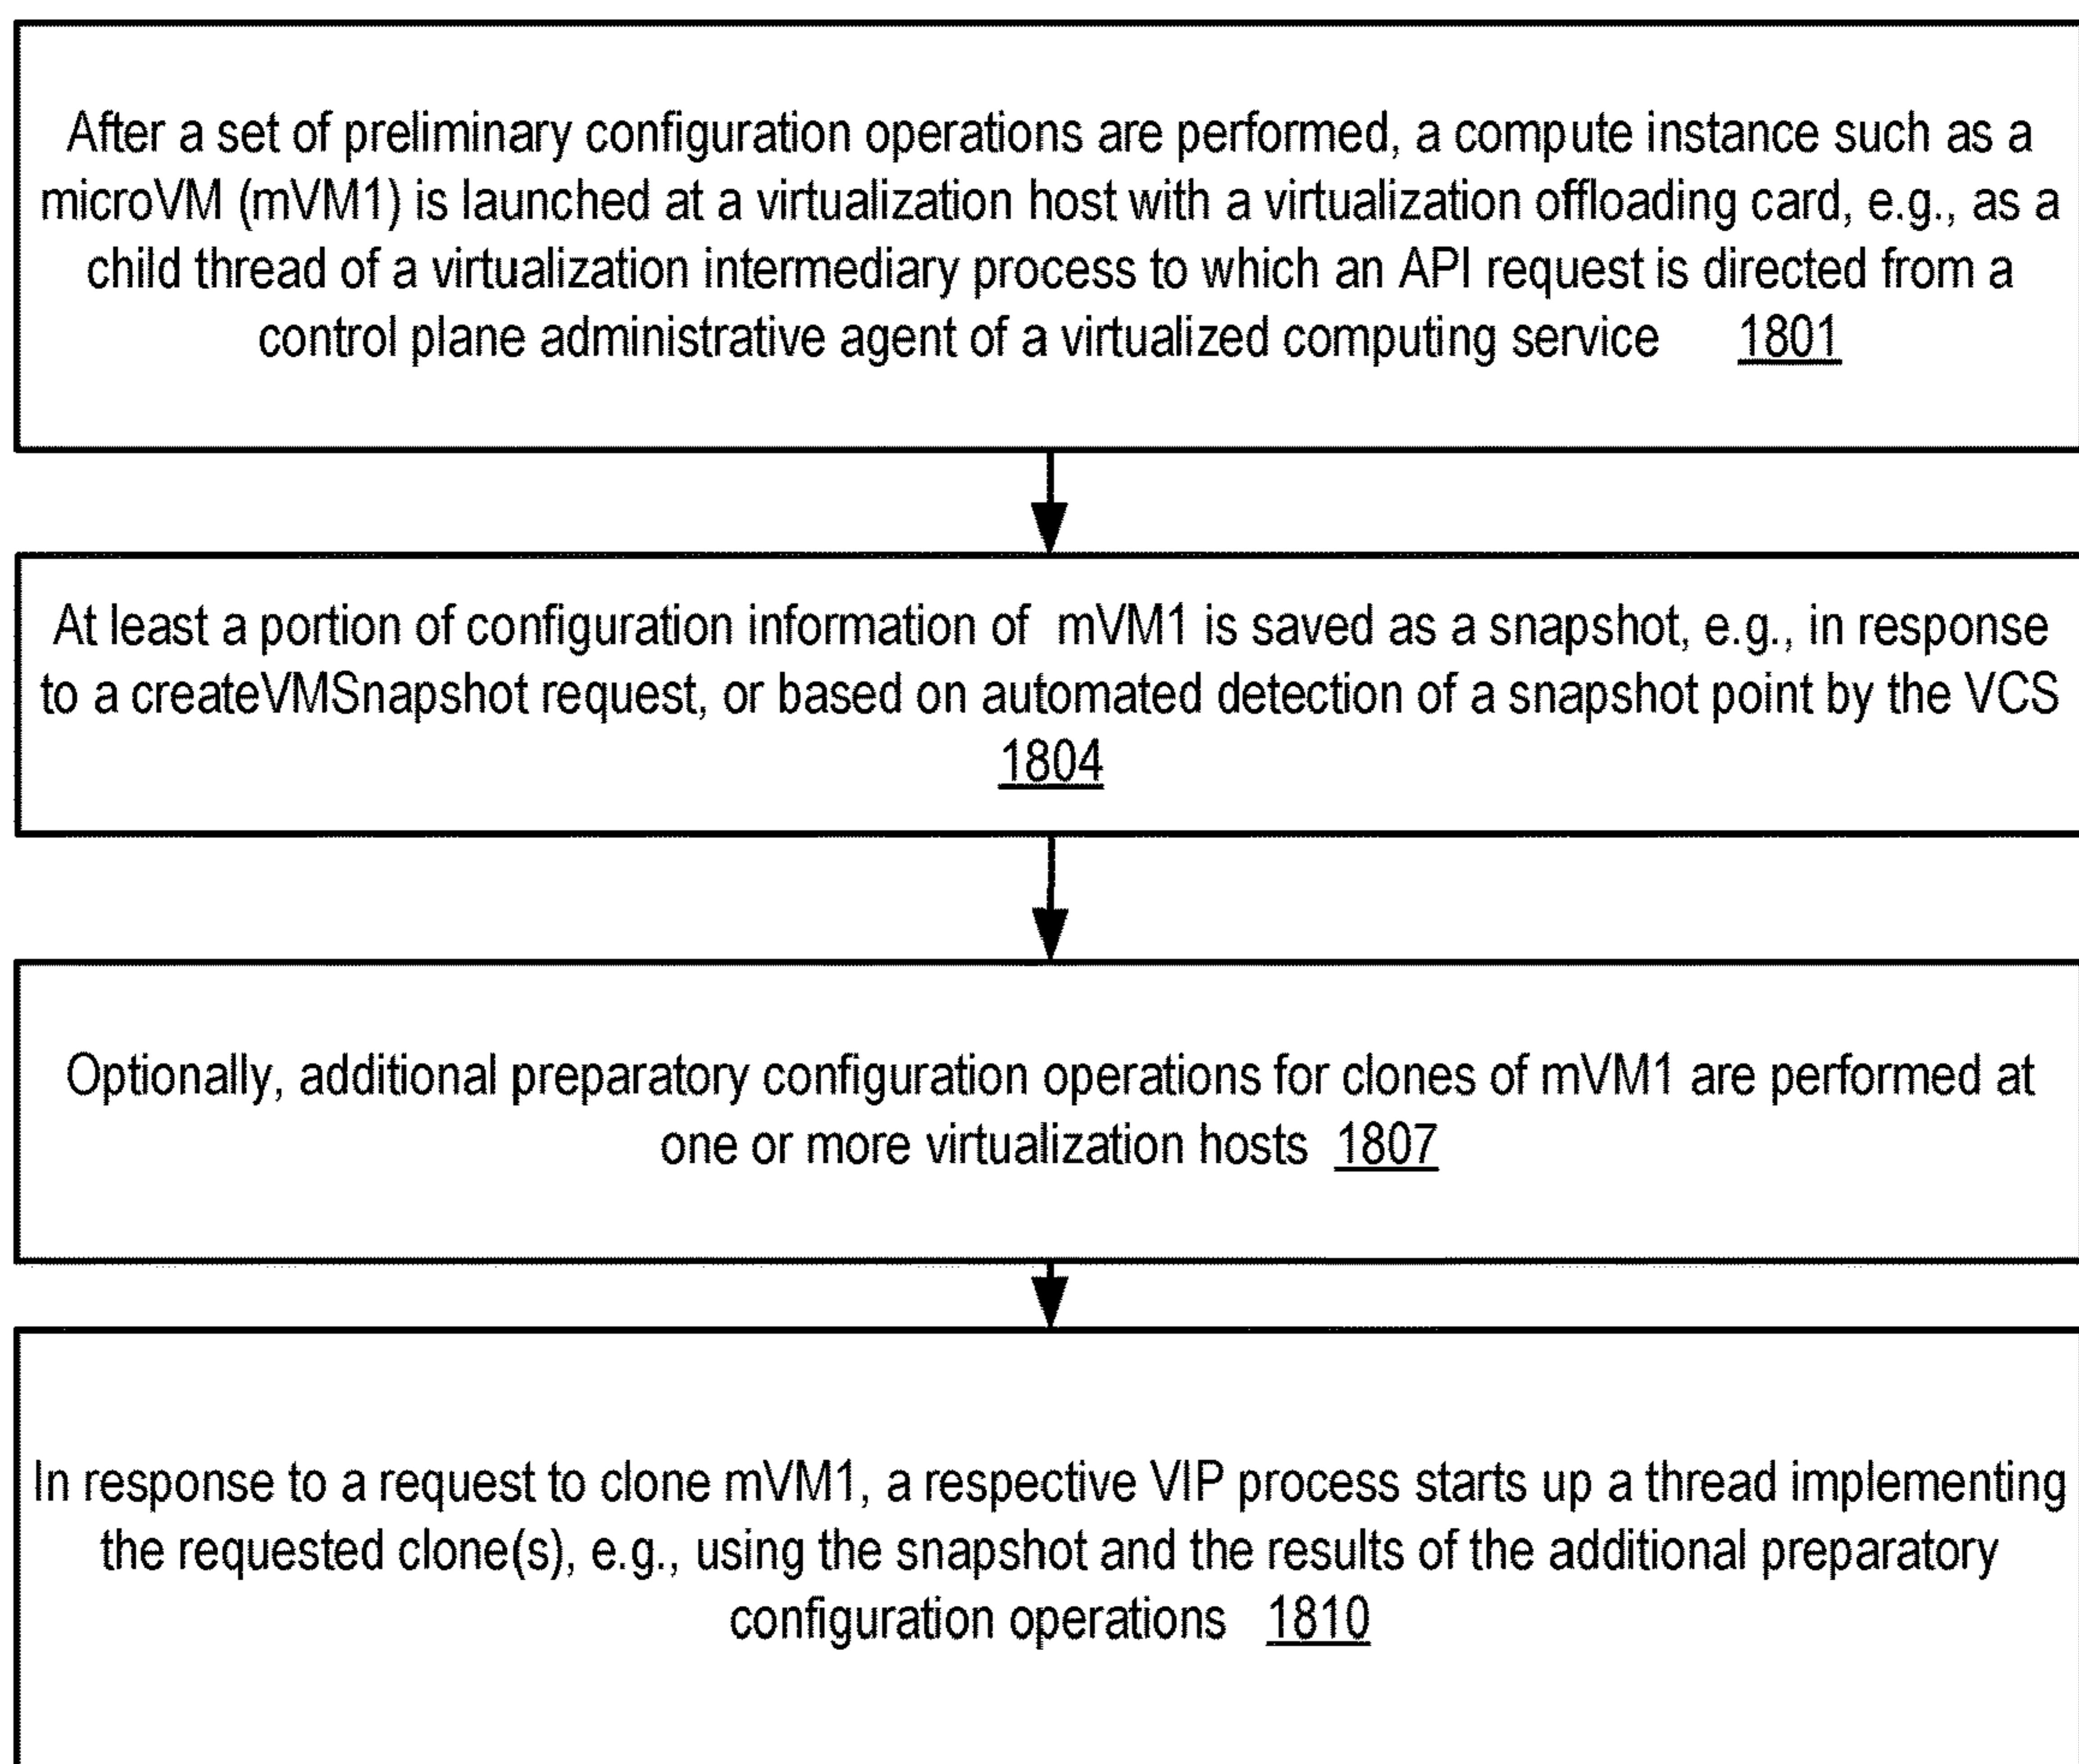 After a set of preliminary configuration operations are performed, a compute instance such as a
microVM (mVM1) is launched at a virtualization host with a virtualization offloading card, e.g., as a
child thread of a virtualization intermediary process to which an API request is directed from a
control plane administrative agent of a virtualized computing service 1801
At least a portion of configuration information of mVM1 is saved as a snapshot, e.g., in response
to a createVMSnapshot request, or based on automated detection of a snapshot point by the VCS
1804
Optionally, additional preparatory configuration operations for clones of mVM1 are performed at
one or more virtualization hosts 1807
In response to a request to clone mVM1, a respective VIP process starts up a thread implementing
the requested clone(s), e.g., using the snapshot and the results of the additional preparatory
configuration operations 1810